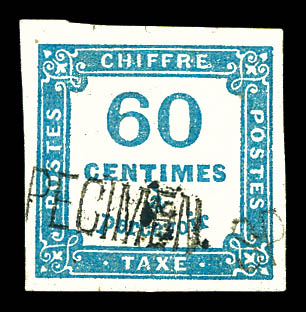 CHIFFRE
POSTES
60
CENTIMES
POSTES
TAXE